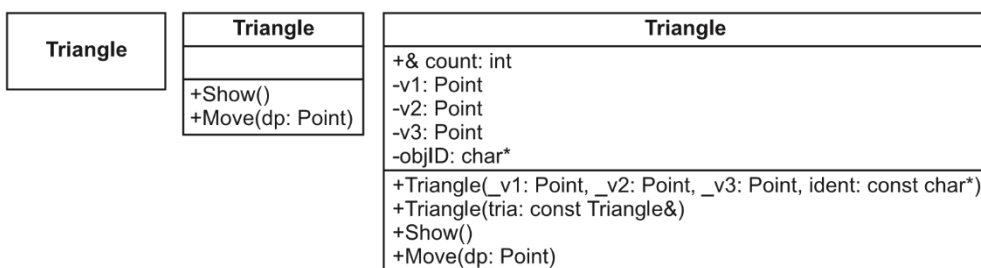 Triangle
Triangle
+Show()
+Move(dp: Point)
Triangle
+& count: int
-v1: Point
-v2: Point
-v3: Point
-objID: char*
+Triangle(_v1: Point, _v2: Point, _v3: Point, ident: const char*)
+Triangle(tria: const Triangle&)
+Show()
+Move(dp: Point)